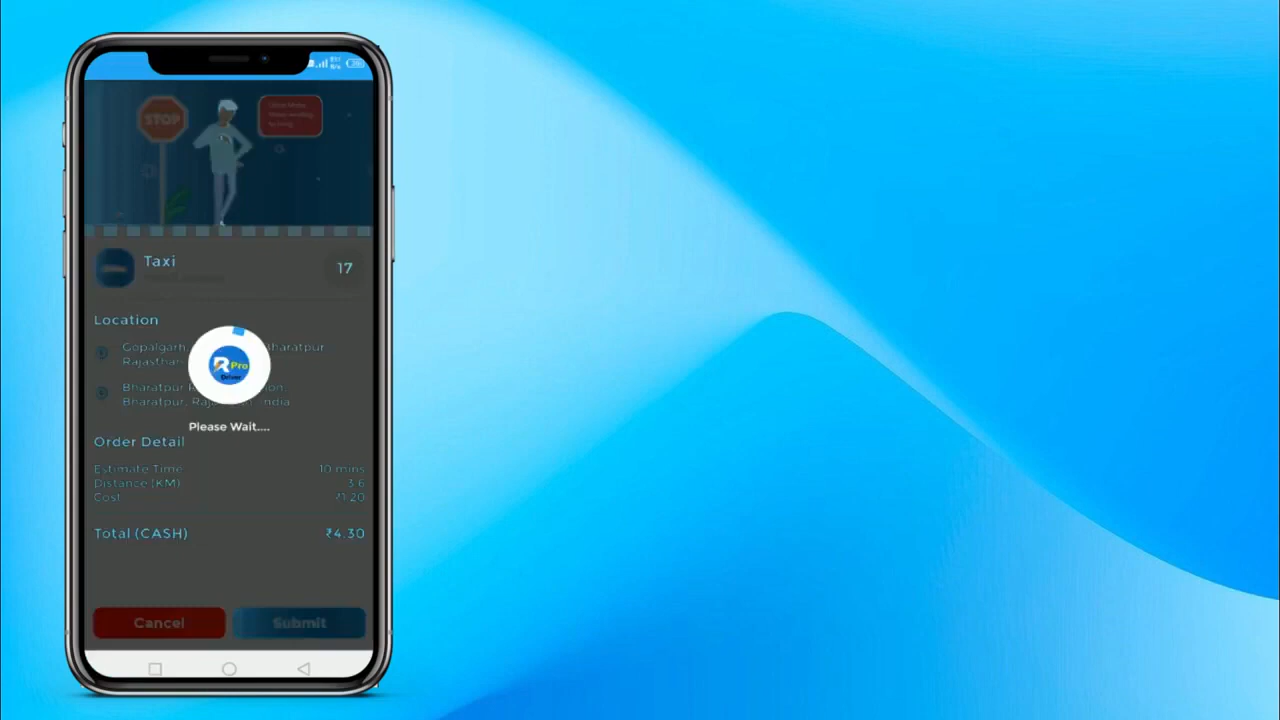 STOP
Taxi
17
Location
Gopalgarh Bharatpur
Rajasthan
Bharatpur
Bharatpur, India
R Pro
Driver
Please Wait....
Order Detail
Estimate Time 10 mins
Distance (KM) 3.6
Cost 1.20
Total (CASH) ₹4.30
Cancel Submit